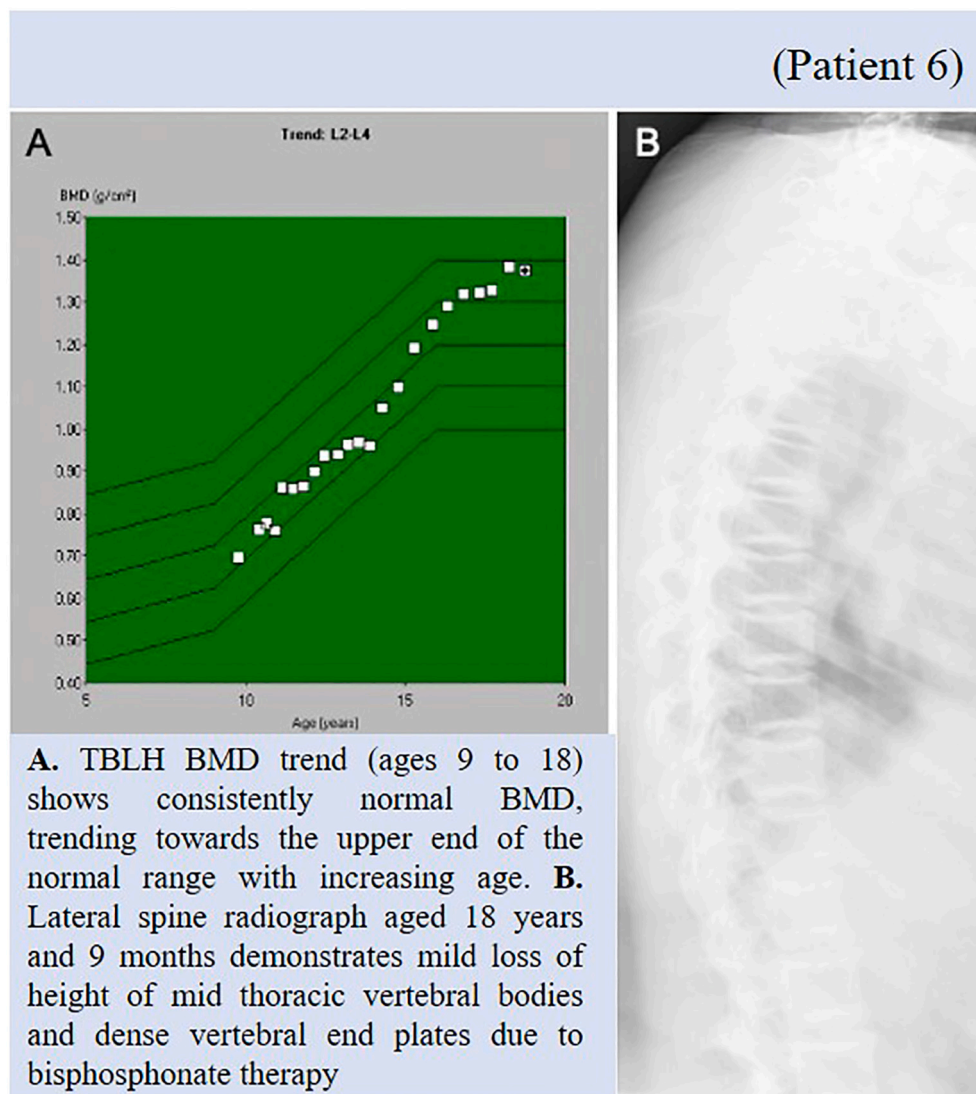 (Patient 6)
A
Trend: L2-L4
BMD (g/cm²)
1.50
1.40
1.30
1.20
1.10
1.00
0.90
0.80
0.70
0.60
0.50
0.40
5
10
15
20
Age (years)
B
A. TBLH BMD trend (ages 9 to 18)
shows consistently normal BMD,
trending towards the upper end of the
normal range with increasing age. B.
Lateral spine radiograph aged 18 years
and 9 months demonstrates mild loss of
height of mid thoracic vertebral bodies
and dense vertebral end plates due to
bisphosphonate therapy